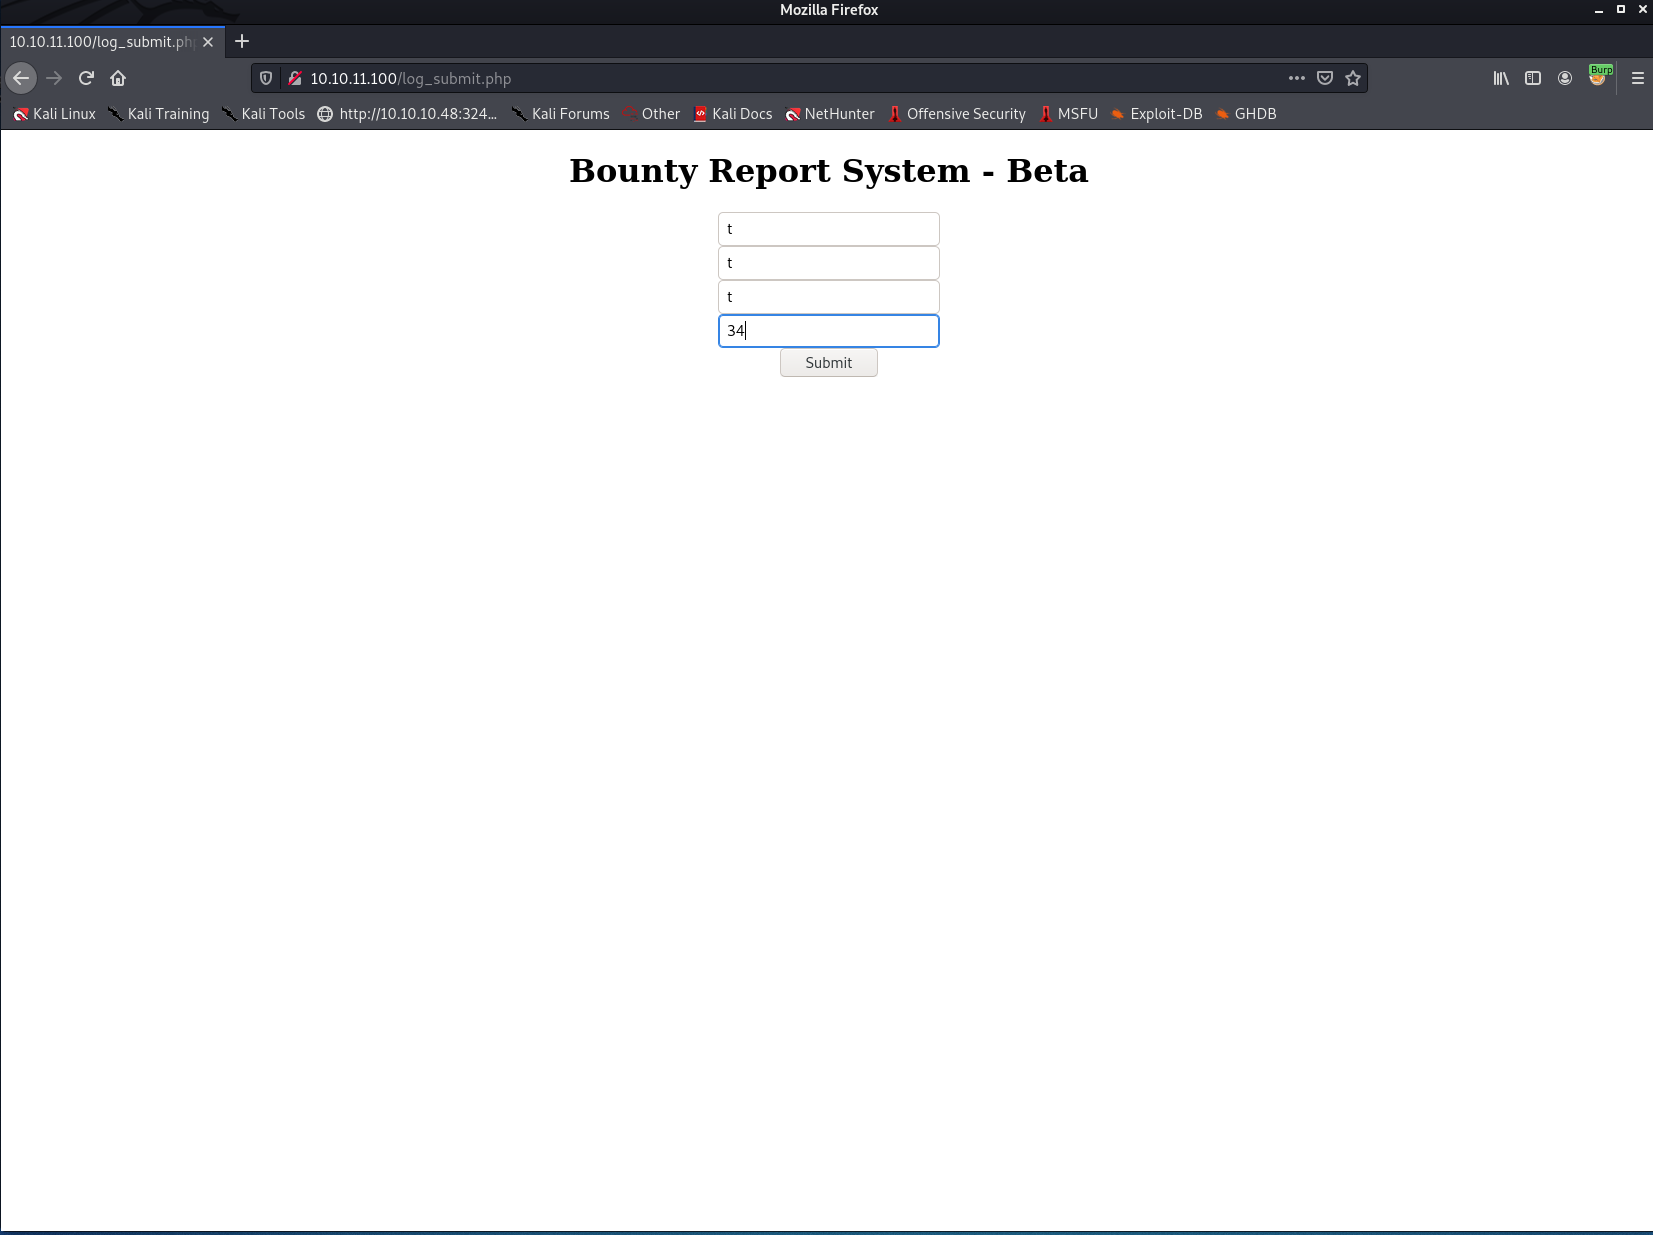 Mozilla Firefox
10.10.11.100/log_submit.ph
10.10.11.100/log_submit.php
Burp
Kali Linux Kali Training Kali Tools http://10.10.10.48:324... Kali Forums Other Kali Docs NetHunter Offensive Security MSFU Exploit-DB GHDB
Bounty Report System - Beta
t
t
t
34
Submit